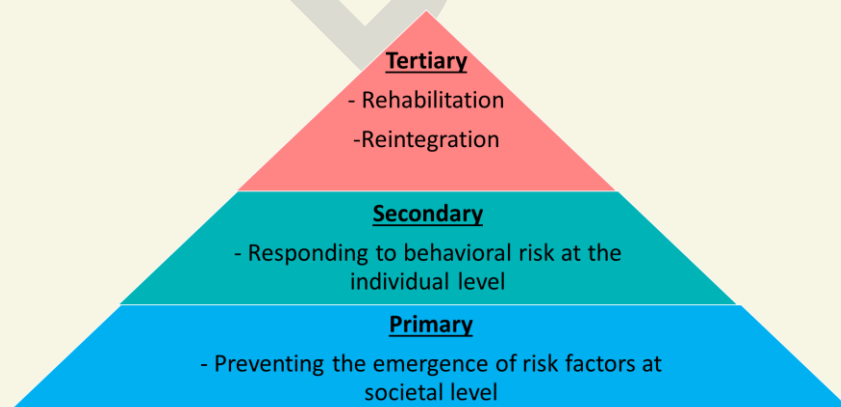 Tertiary
- Rehabilitation
-Reintegration
Secondary
- Responding to behavioral risk at the
individual level
Primary
- Preventing the emergence of risk factors at
societal level